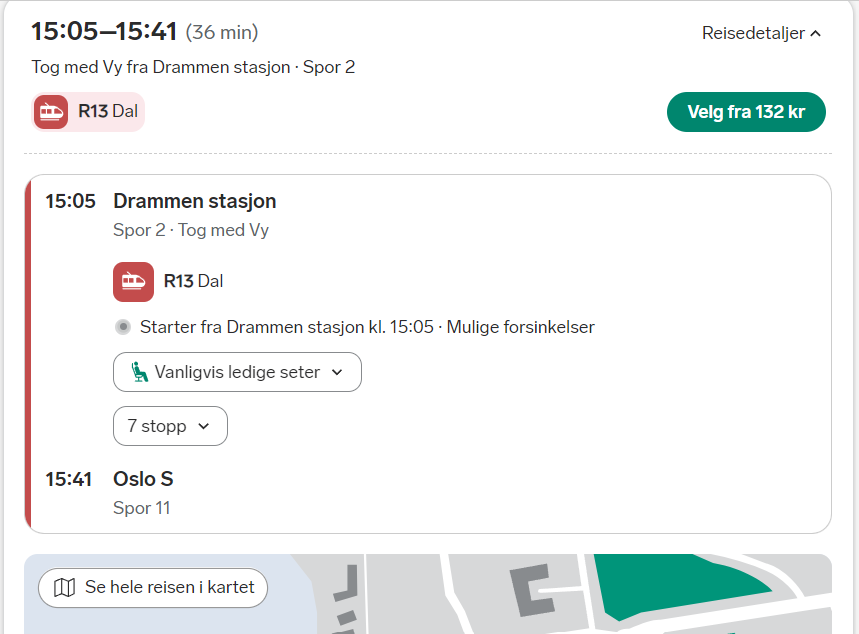 15:05–15:41 (36 min)
Reisedetaljer
Tog med Vy fra Drammen stasjon · Spor 2
R13 Dal
Velg fra 132 kr
15:05 Drammen stasjon
Spor 2 · Tog med Vy
R13 Dal
Starter fra Drammen stasjon kl. 15:05 · Mulige forsinkelser
Vanligvis ledige seter
7 stopp
15:41 Oslo S
Spor 11
Se hele reisen i kartet